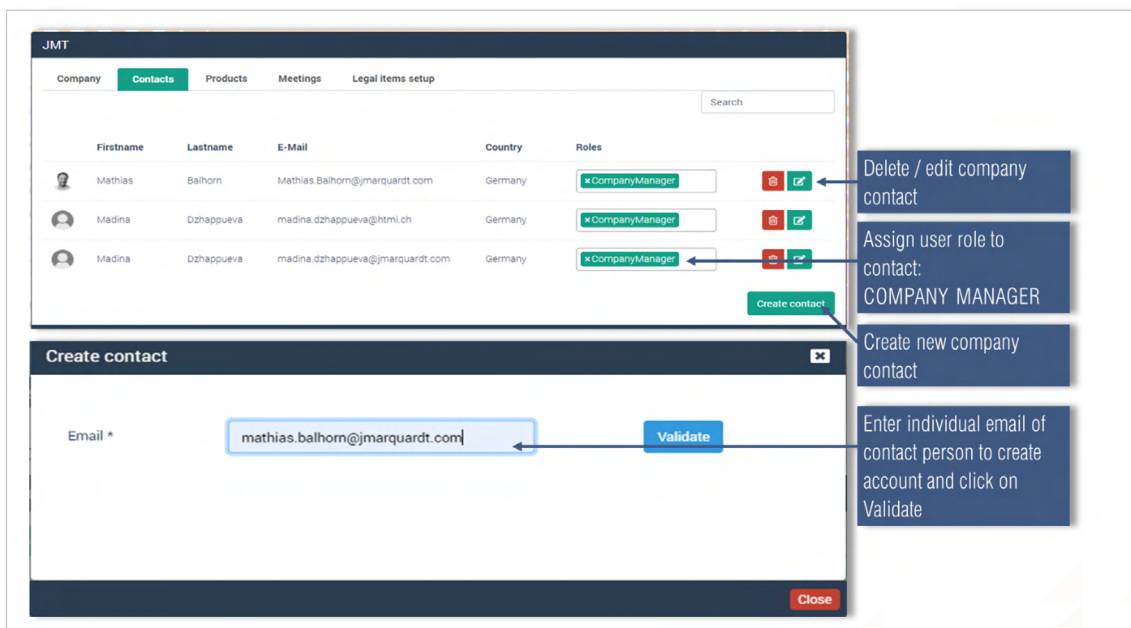 JMT
Company Contacts Products Meetings Legal items setup
Search
Firstname Lastname E-Mail Country Roles
Mathias Balhorn Mathias.Balhorn@jmarquardt.com Germany ×CompanyManager
Madina Dzhappueva madina.dzhappueva@htmi.ch Germany ×CompanyManager
Madina Dzhappueva madina.dzhappueva@jmarquardt.com Germany ×CompanyManager
Create contact
Delete / edit company
contact
Assign user role to
contact:
COMPANY MANAGER
Create new company
contact
Create contact
Email * mathias.balhorn@jmarquardt.com Validate
Enter individual email of
contact person to create
account and click on
Validate
Close